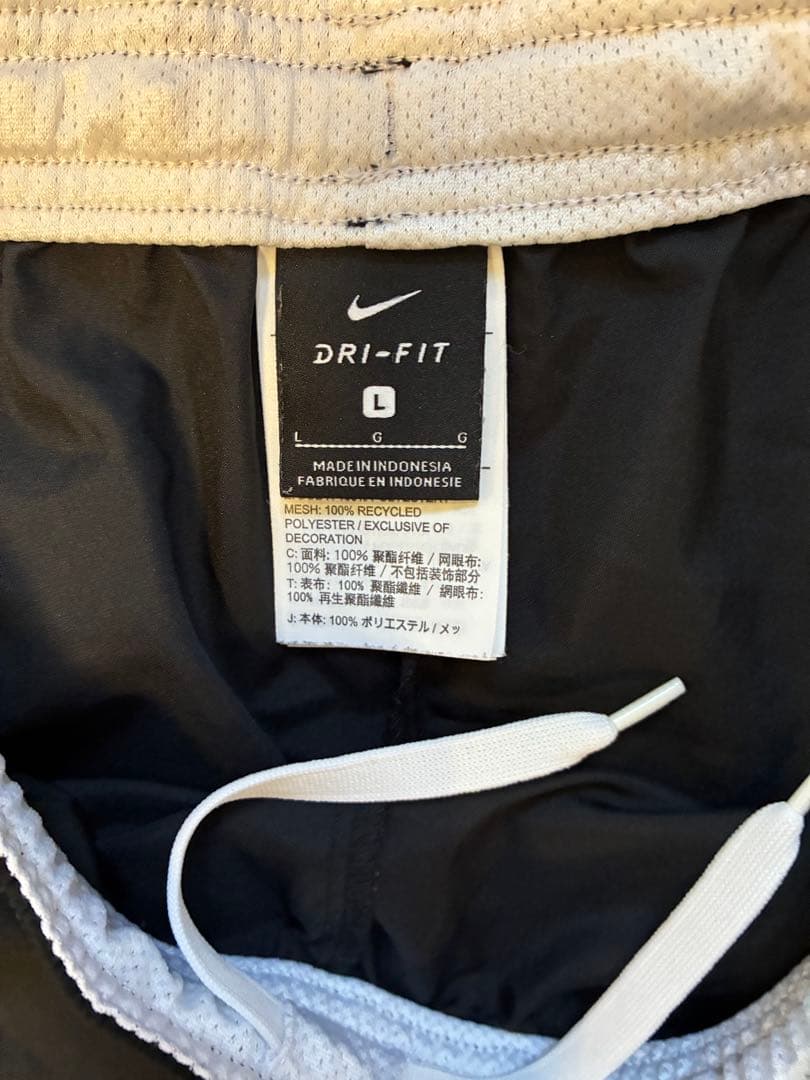 DRI-FIT
L
L G G
MADE IN INDONESIA
FABRIQUE EN INDONESIE
MESH: 100% RECYCLED
POLYESTER / EXCLUSIVE OF
DECORATION
C: 面料: 100% 聚酯纤维 / 网眼布:
100% 聚酯纤维 / 不包括装饰部分
T: 表布: 100% 聚酯纖維 / 網眼布:
100% 再生聚酯纖維
J: 本体: 100% ポリエステル / メッ